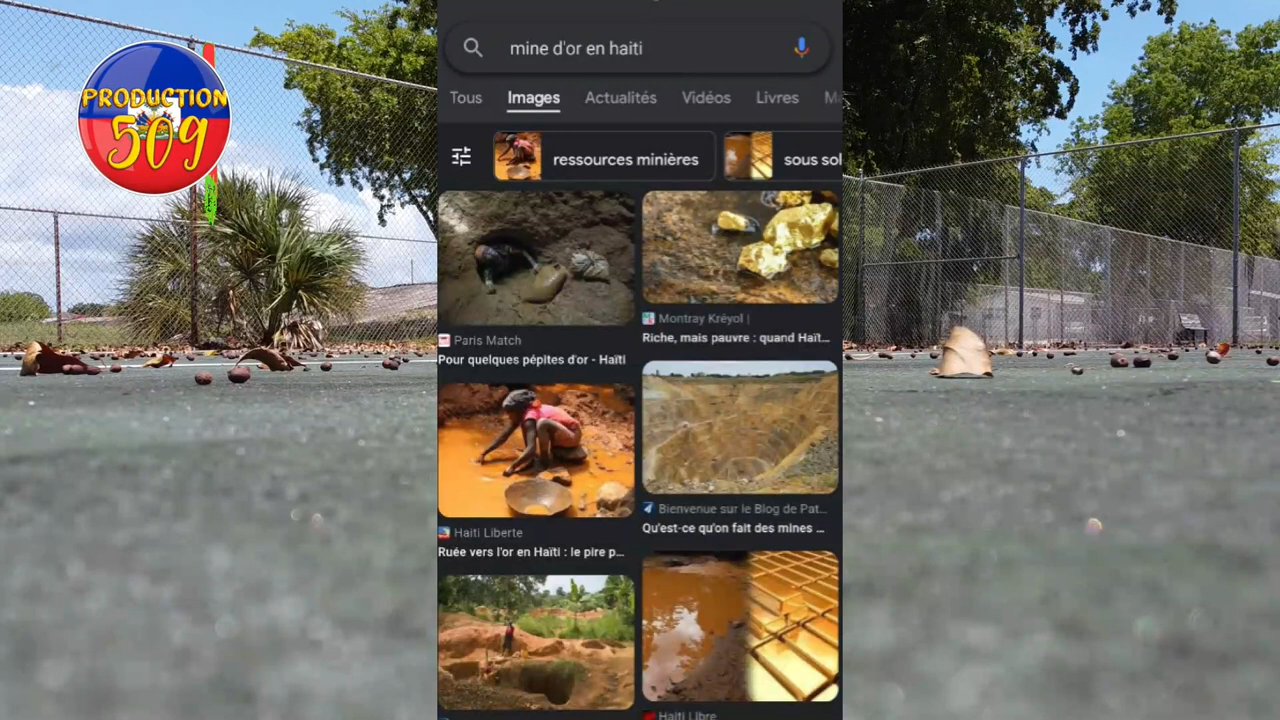 PRODUCTION
509
mine d'or en haiti
Tous
Images
Actualités
Vidéos
Livres
ressources minières
sous sol
Paris Match
Pour quelques pépites d'or - Haïti
Montray Kréyol |
Riche, mais pauvre : quand Haït...
Haiti Liberte
Ruée vers l'or en Haïti : le pire p...
Bienvenue sur le Blog de Pat...
Qu'est-ce qu'on fait des mines ...
Haiti Libre